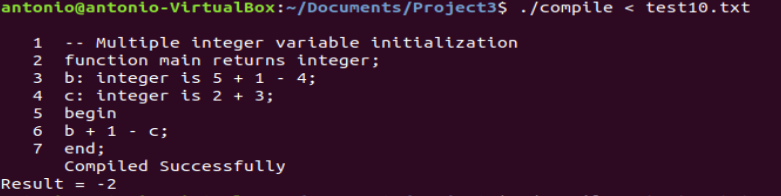 antonio@antonio-VirtualBox:~/Documents/Project3$ ./compile < test10.txt
1 -- Multiple integer variable initialization
2 function main returns integer;
3 b: integer is 5 + 1 - 4;
4 c: integer is 2 + 3;
5 begin
6 b + 1 - c;
7 end;
Compiled Successfully
Result = -2